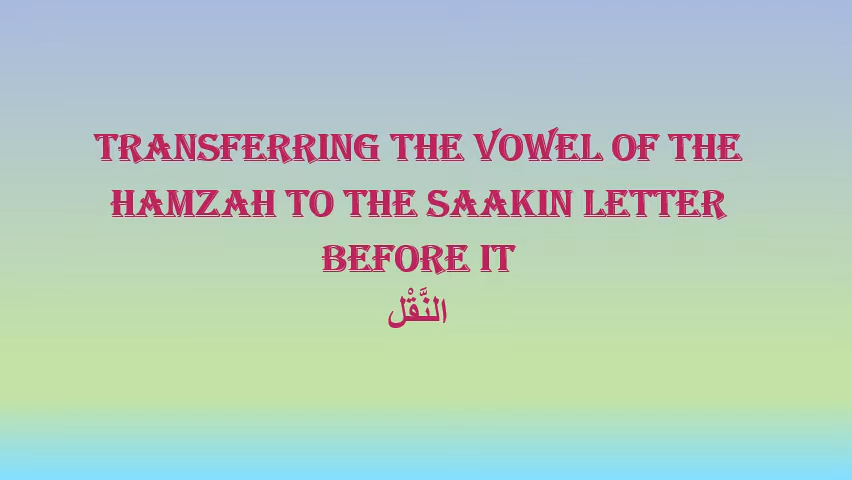 TRANSFERRING THE VOWEL OF THE
HAMZAH TO THE SAAKIN LETTER
BEFORE IT
النَّقْل